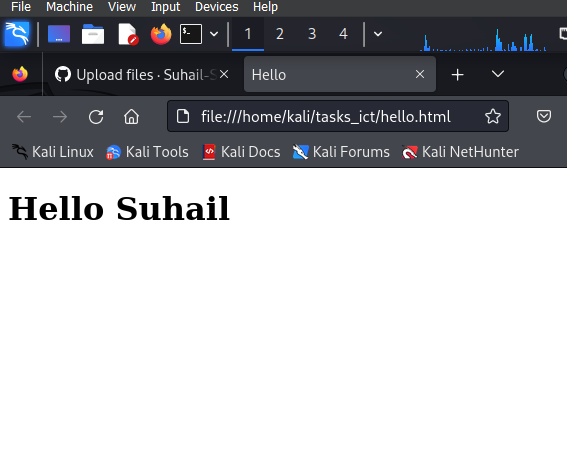 File Machine View Input Devices Help
1 2 3 4
Upload files · Suhail-S Hello
file:///home/kali/tasks_ict/hello.html
Kali Linux Kali Tools Kali Docs Kali Forums Kali NetHunter
Hello Suhail